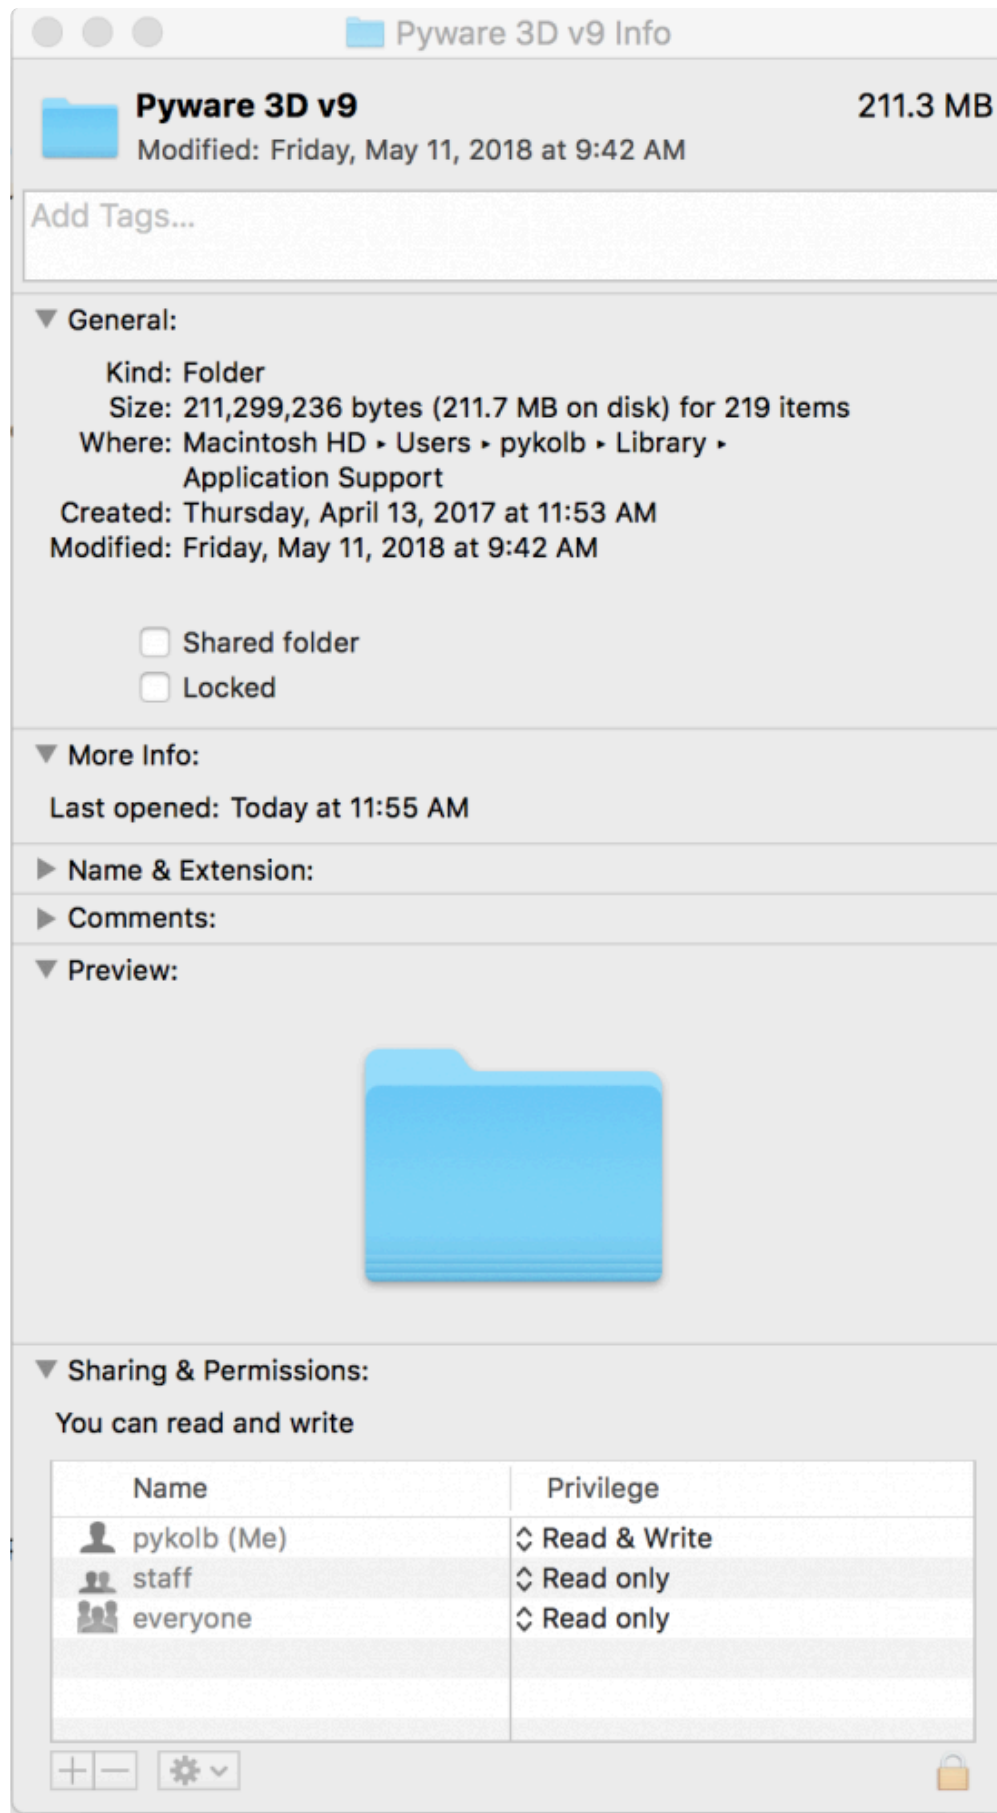 Pyware 3D v9 Info
Pyware 3D v9 211.3 MB
Modified: Friday, May 11, 2018 at 9:42 AM
Add Tags...
General:
Kind: Folder
Size: 211,299,236 bytes (211.7 MB on disk) for 219 items
Where: Macintosh HD ▸ Users ▸ pykolb ▸ Library ▸
Application Support
Created: Thursday, April 13, 2017 at 11:53 AM
Modified: Friday, May 11, 2018 at 9:42 AM
Shared folder
Locked
More Info:
Last opened: Today at 11:55 AM
Name & Extension:
Comments:
Preview:
Sharing & Permissions:
You can read and write
Name Privilege
pykolb (Me) Read & Write
staff Read only
everyone Read only